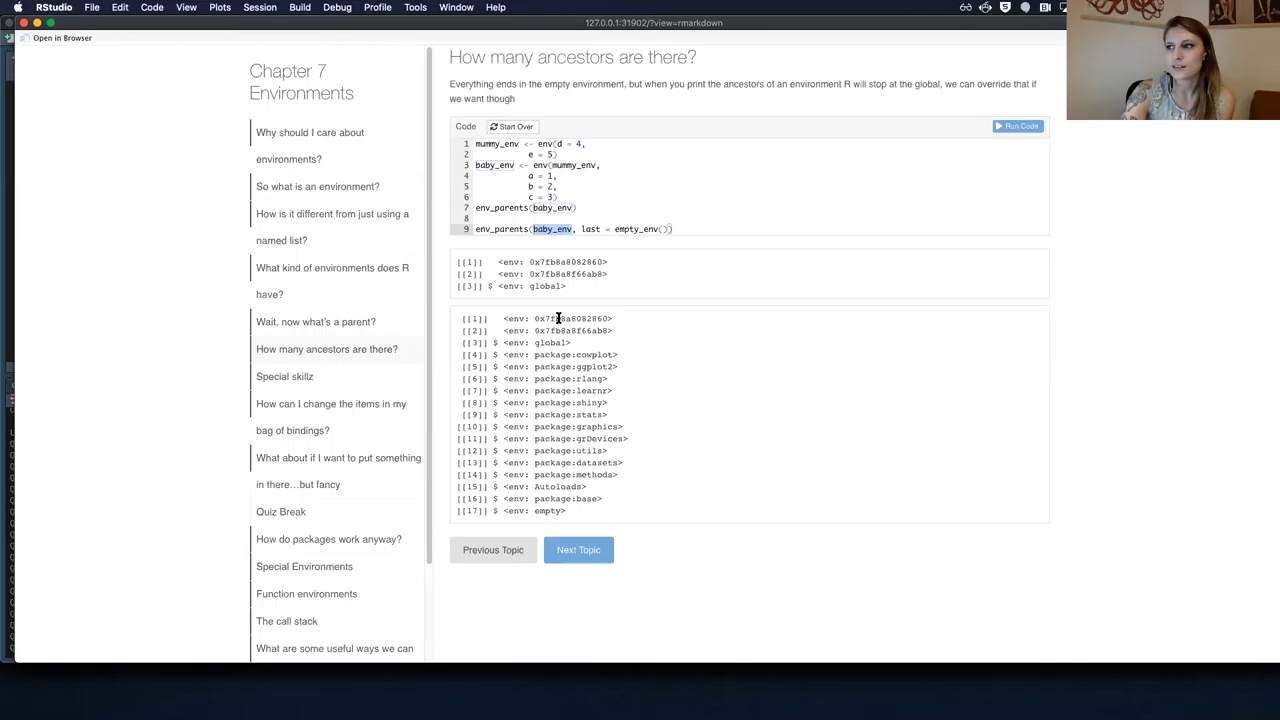 RStudio File Edit Code View Plots Session Build Debug Profile Tools Window Help
127.0.0.1:31902/?view=rmarkdown
Open in Browser
Chapter 7
Environments
Why should I care about
environments?
So what is an environment?
How is it different from just using a
named list?
What kind of environments does R
have?
Wait, now what's a parent?
How many ancestors are there?
Special skillz
How can I change the items in my
bag of bindings?
What about if I want to put something
in there...but fancy
Quiz Break
How do packages work anyway?
Special Environments
Function environments
The call stack
What are some useful ways we can
How many ancestors are there?
Everything ends in the empty environment, but when you print the ancestors of an environment R will stop at the global, we can override that if
we want though
Code Start Over Run Code
1 mummy_env <- env(d = 4,
2 e = 5)
3 baby_env <- env(mummy_env,
4 a = 1,
5 b = 2,
6 c = 3)
7 env_parents(baby_env)
8
9 env_parents(baby_env, last = empty_env())
[[1]] <env: 0x7fb8a8082860>
[[2]] <env: 0x7fb8a8f66ab8>
[[3]] $ <env: global>
[[1]] <env: 0x7fb8a8082860>
[[2]] <env: 0x7fb8a8f66ab8>
[[3]] $ <env: global>
[[4]] $ <env: package:cowplot>
[[5]] $ <env: package:ggplot2>
[[6]] $ <env: package:rlang>
[[7]] $ <env: package:learnr>
[[8]] $ <env: package:shiny>
[[9]] $ <env: package:stats>
[[10]] $ <env: package:graphics>
[[11]] $ <env: package:grDevices>
[[12]] $ <env: package:utils>
[[13]] $ <env: package:datasets>
[[14]] $ <env: package:methods>
[[15]] $ <env: Autoloads>
[[16]] $ <env: package:base>
[[17]] $ <env: empty>
Previous Topic Next Topic